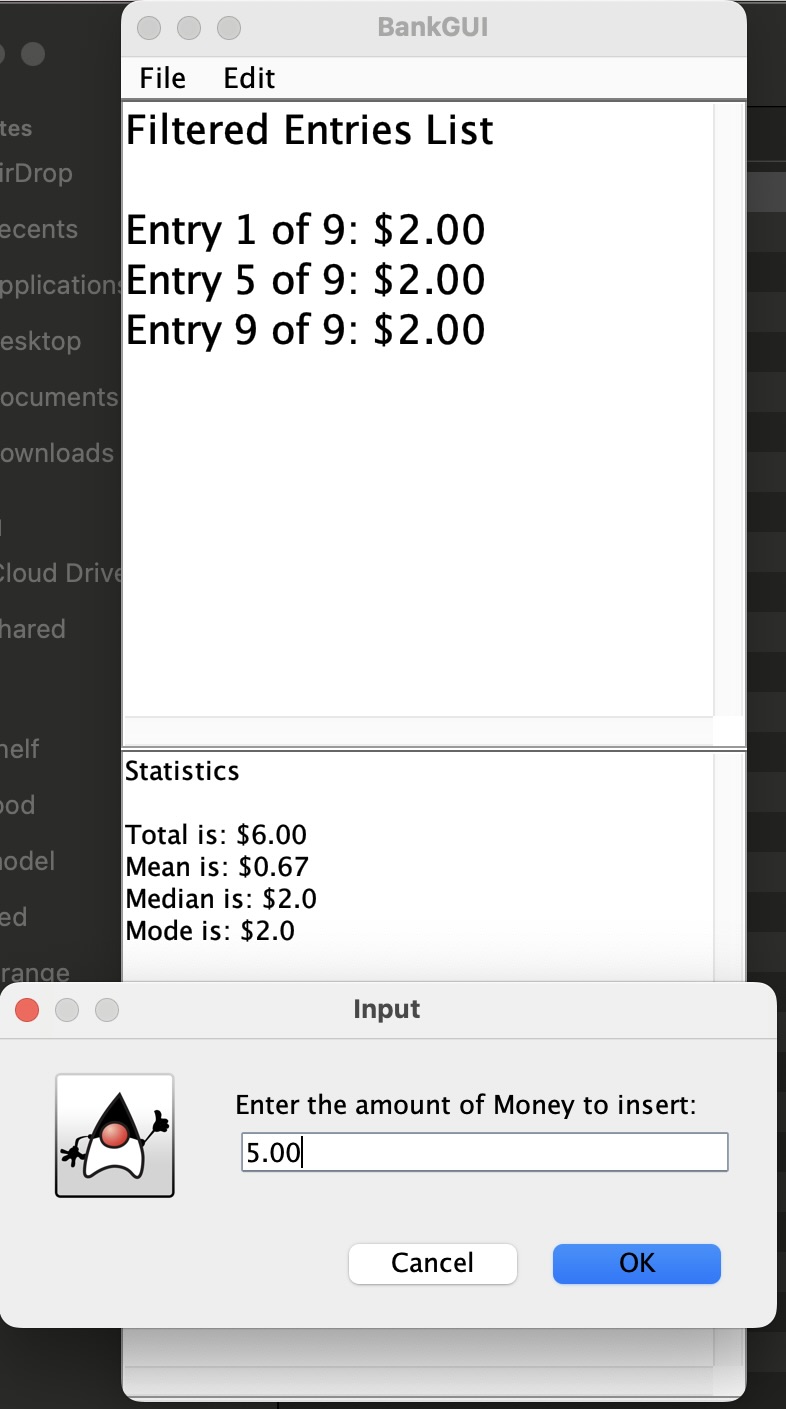 BankGUI
File Edit
Filtered Entries List
Entry 1 of 9: $2.00
Entry 5 of 9: $2.00
Entry 9 of 9: $2.00
Statistics
Total is: $6.00
Mean is: $0.67
Median is: $2.0
Mode is: $2.0
Input
Enter the amount of Money to insert:
5.00
Cancel OK
tes
irDrop
ecents
pplications
esktop
ocuments
ownloads
Cloud Drive
hared
helf
ood
model
ed
range